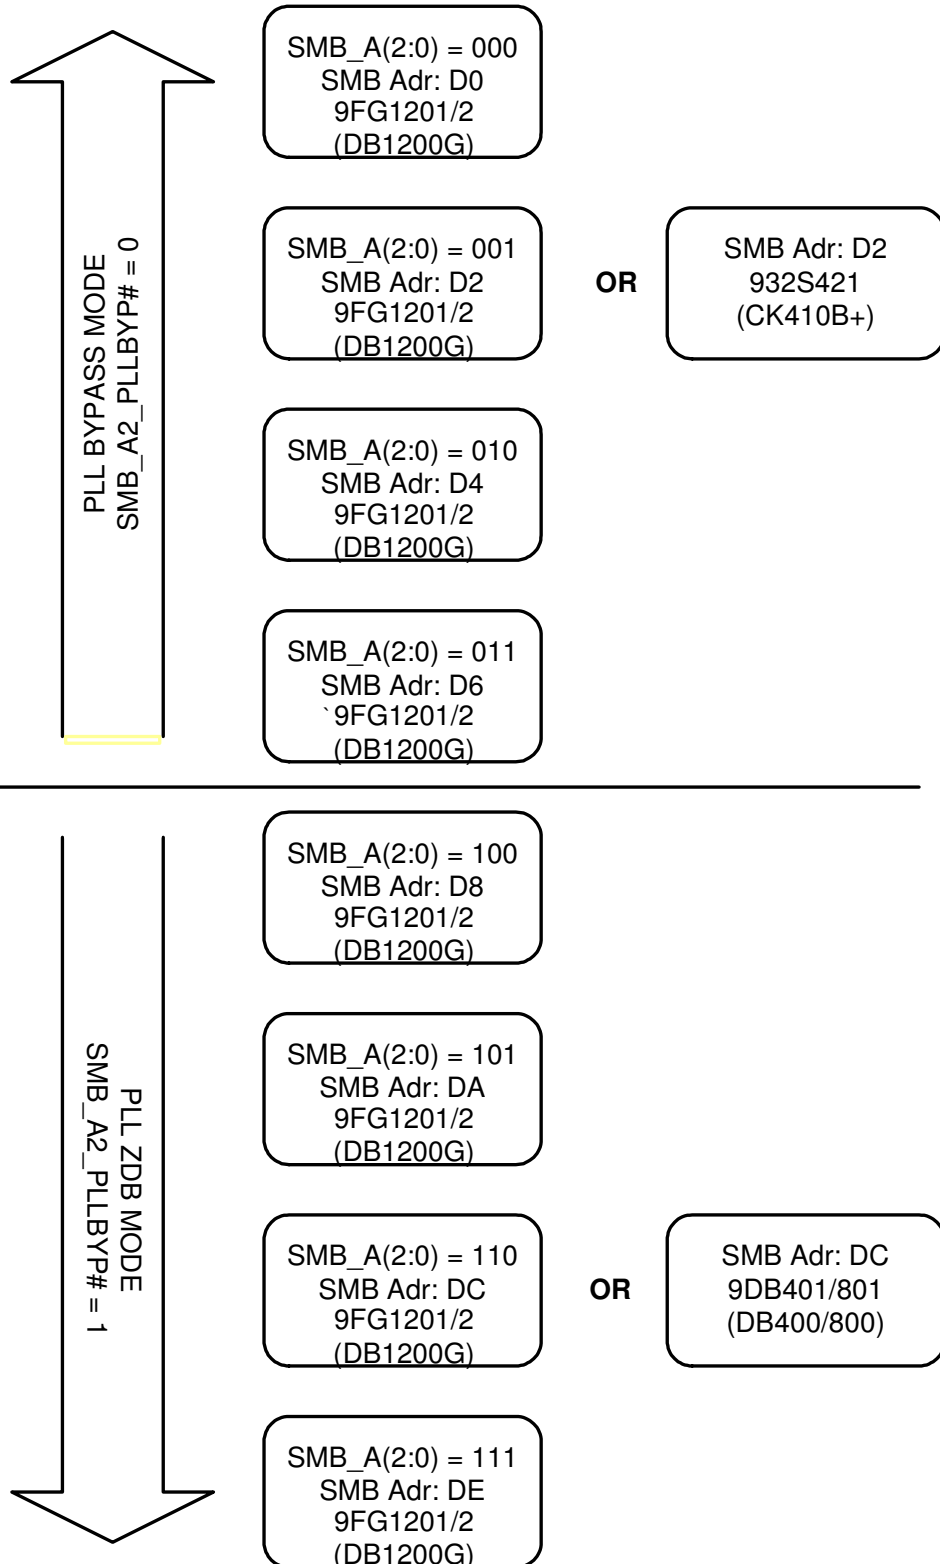 SMB_A(2:0) = 000
SMB Adr: D0
9FG1201/2
(DB1200G)
PLL BYPASS MODE
SMB_A2_PLLBYP# = 0
SMB_A(2:0) = 001
SMB Adr: D2
9FG1201/2
(DB1200G)
OR
SMB Adr: D2
932S421
(CK410B+)
SMB_A(2:0) = 010
SMB Adr: D4
9FG1201/2
(DB1200G)
SMB_A(2:0) = 011
SMB Adr: D6
`9FG1201/2
(DB1200G)
SMB_A(2:0) = 100
SMB Adr: D8
9FG1201/2
(DB1200G)
PLL ZDB MODE
SMB_A2_PLLBYP# = 1
SMB_A(2:0) = 101
SMB Adr: DA
9FG1201/2
(DB1200G)
SMB_A(2:0) = 110
SMB Adr: DC
9FG1201/2
(DB1200G)
OR
SMB Adr: DC
9DB401/801
(DB400/800)
SMB_A(2:0) = 111
SMB Adr: DE
9FG1201/2
(DB1200G)